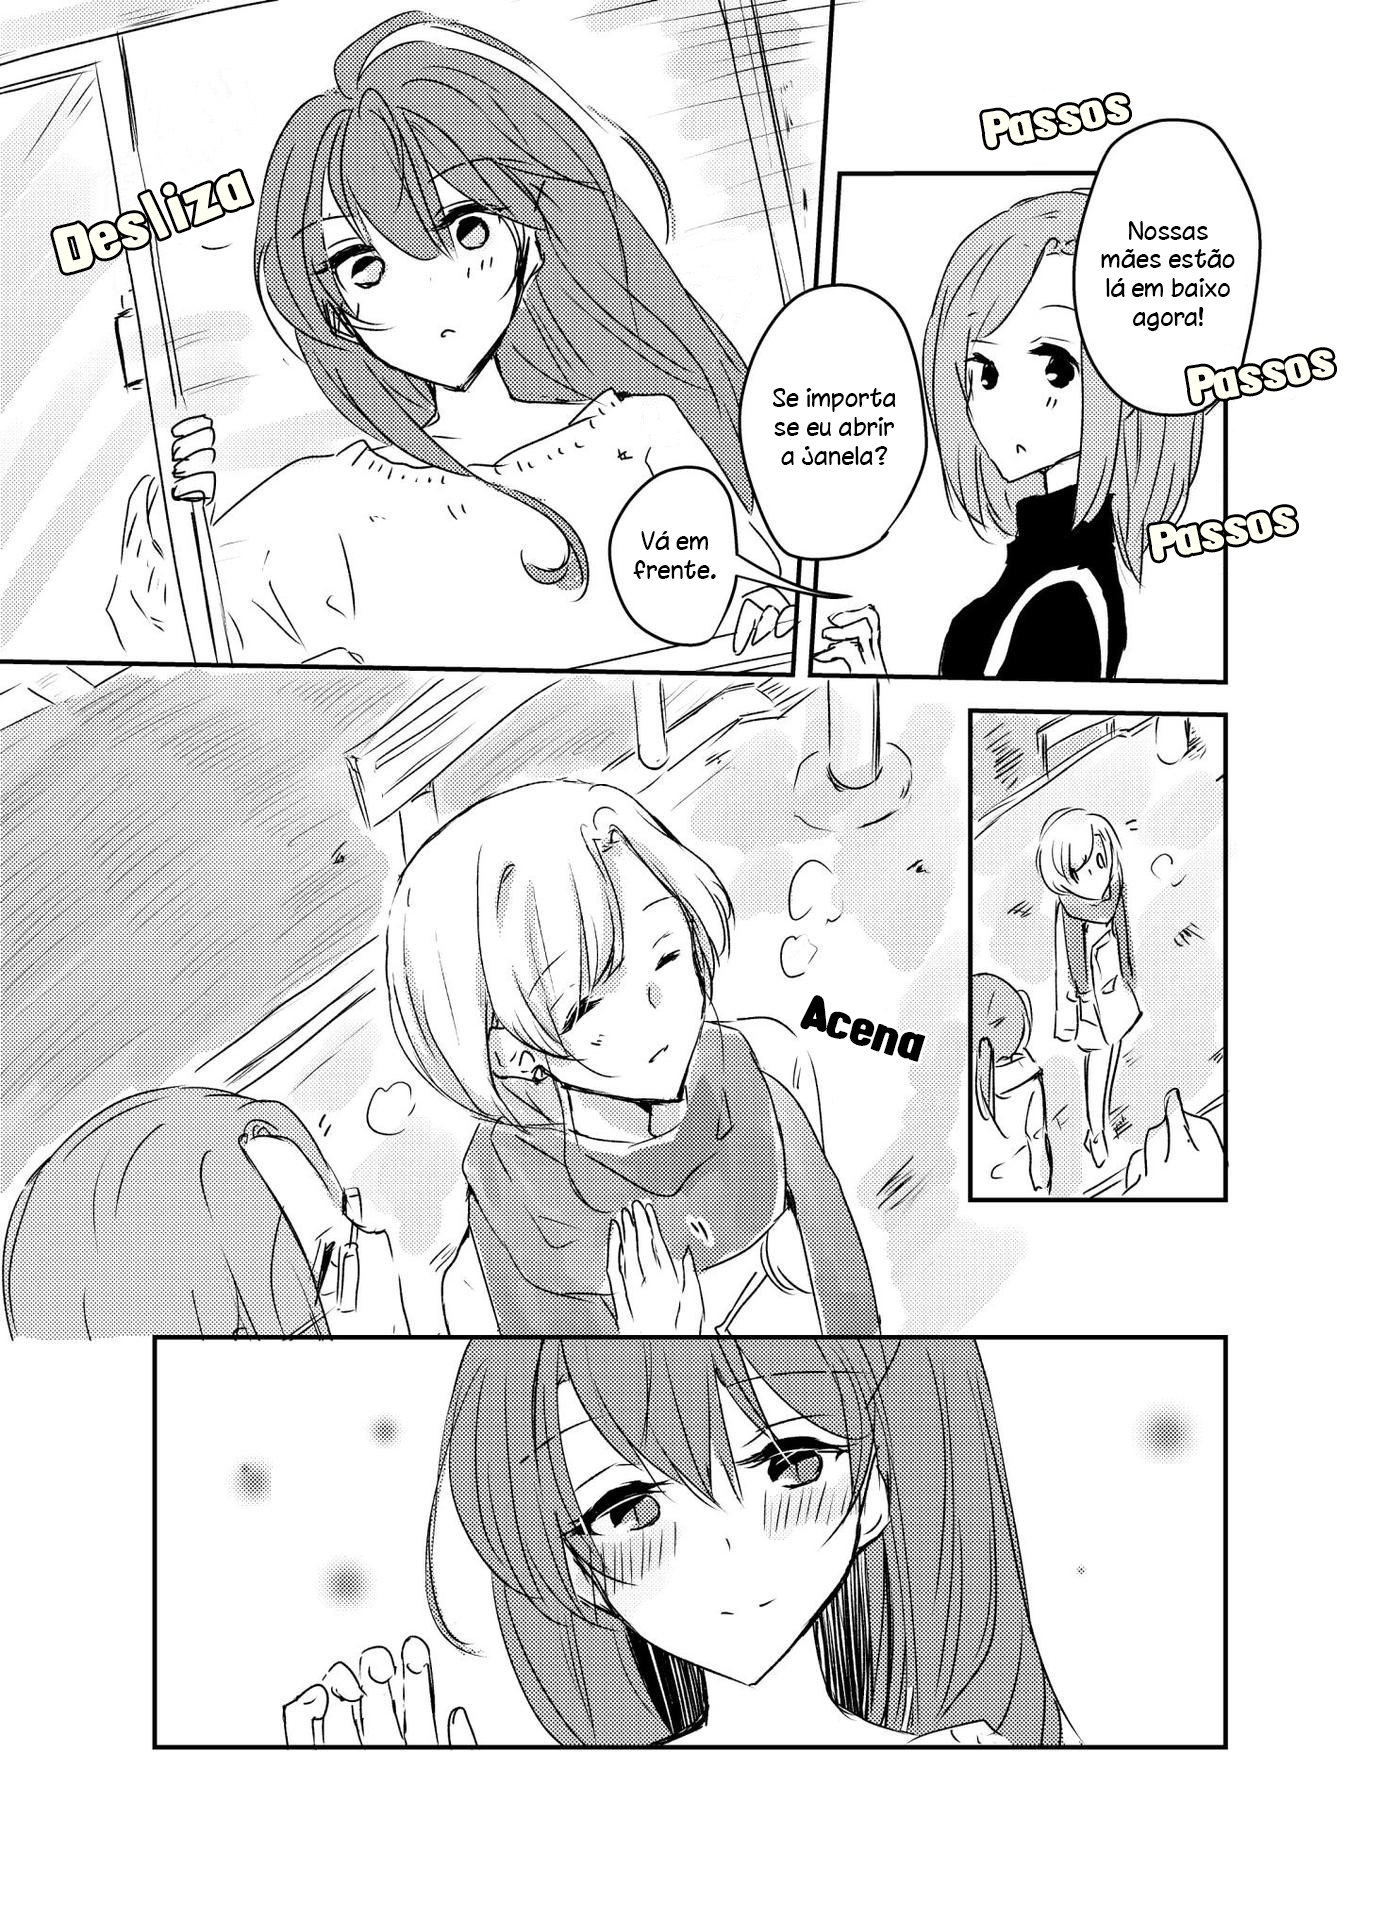 Passos
Nossas
mães estão
lá em baixo
agora!
Passos
Passos
Se importa
se eu abrir
a janela?
Vá em
frente.
Desliza
Acena